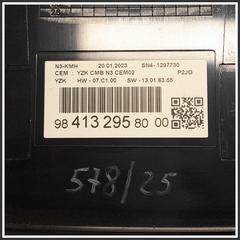 N3-KMH 20.01.2023 SN4- 1297730
CEM : YZK CMB N3 CEM02 P2JO
YZK HW - 07.C1.00 SW - 13.01.63.55
98 413 295 80 00
578/25